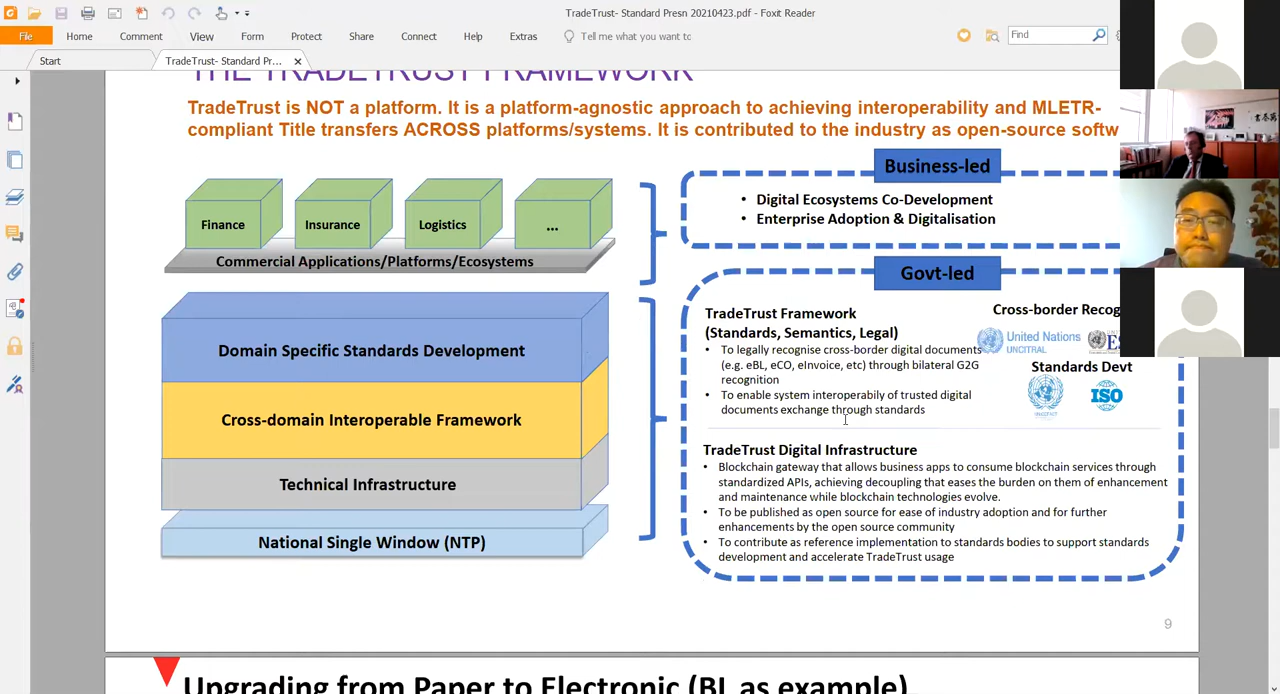 TradeTrust- Standard Presn 20210423.pdf - Foxit Reader
File Home Comment View Form Protect Share Connect Help Extras Tell me what you want to Find
Start TradeTrust- Standard Pr...
THE TRADETRUST FRAMEWORK
TradeTrust is NOT a platform. It is a platform-agnostic approach to achieving interoperability and MLETR-
compliant Title transfers ACROSS platforms/systems. It is contributed to the industry as open-source softw
Finance
Insurance
Logistics
...
Commercial Applications/Platforms/Ecosystems
Domain Specific Standards Development
Cross-domain Interoperable Framework
Technical Infrastructure
National Single Window (NTP)
Business-led
• Digital Ecosystems Co-Development
• Enterprise Adoption & Digitalisation
Govt-led
TradeTrust Framework
(Standards, Semantics, Legal)
• To legally recognise cross-border digital documents
(e.g. eBL, eCO, eInvoice, etc) through bilateral G2G
recognition
• To enable system interoperabily of trusted digital
documents exchange through standards
Cross-border Recog
United Nations
UNCITRAL
Standards Devt
UN/CEFACT
ISO
TradeTrust Digital Infrastructure
• Blockchain gateway that allows business apps to consume blockchain services through
standardized APIs, achieving decoupling that eases the burden on them of enhancement
and maintenance while blockchain technologies evolve.
• To be published as open source for ease of industry adoption and for further
enhancements by the open source community
• To contribute as reference implementation to standards bodies to support standards
development and accelerate TradeTrust usage
9
Upgrading from Paper to Electronic (BL as example)